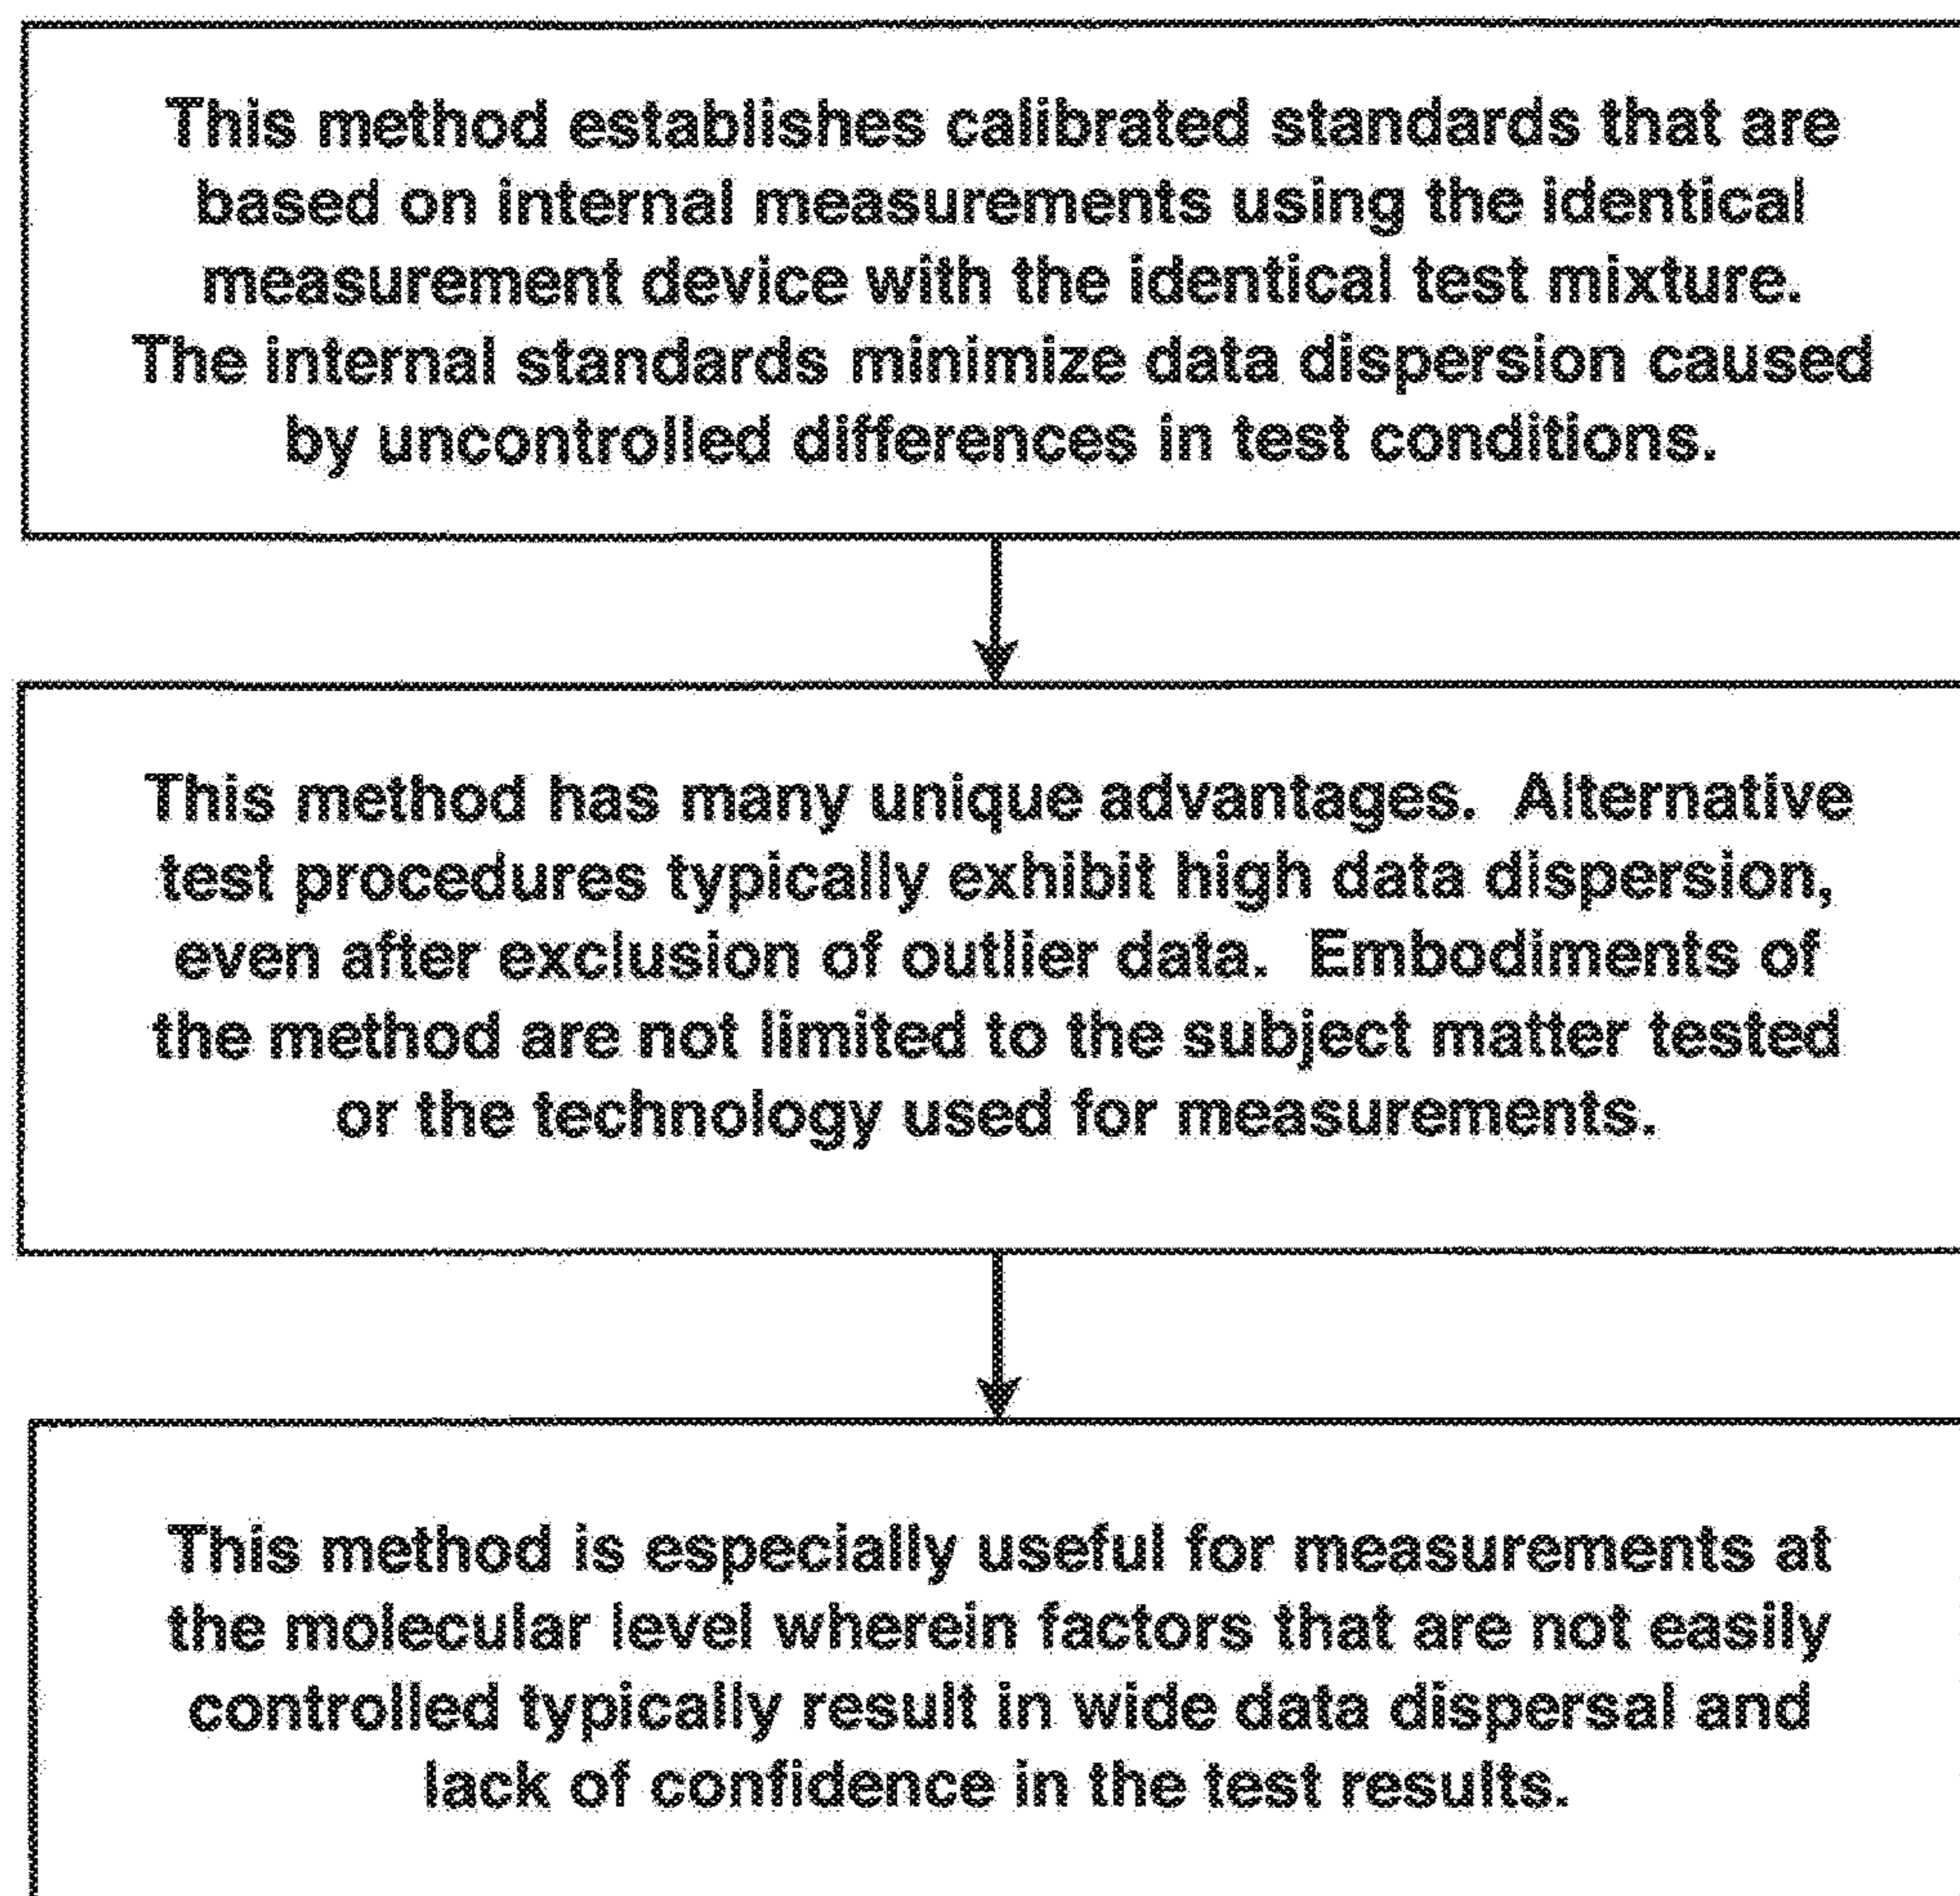 This method establishes calibrated standards that are
based on internal measurements using the identical
measurement device with the identical test mixture.
The internal standards minimize data dispersion caused
by uncontrolled differences in test conditions.
This method has many unique advantages.  Alternative
test procedures typically exhibit high data dispersion,
even after exclusion of outlier data.  Embodiments of
the method are not limited to the subject matter tested
or the technology used for measurements.
This method is especially useful for measurements at
the molecular level wherein factors that are not easily
controlled typically result in wide data dispersal and
lack of confidence in the test results.